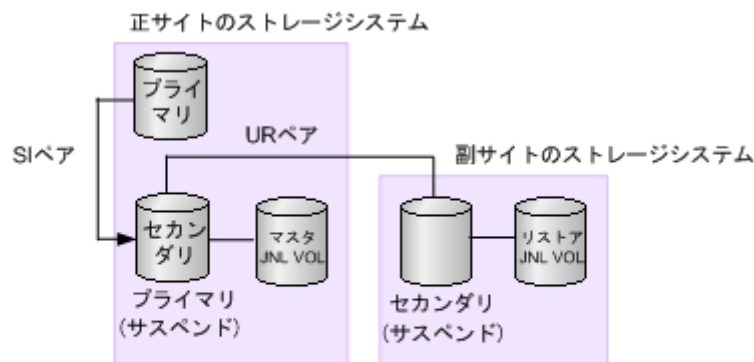 正サイトのストレージシステム
プライ
マリ
SIペア
URペア
副サイトのストレージシステム
セカン
ダリ
マスタ
JNL VOL
リストア
JNL VOL
プライマリ
(サスペンド)
セカンダリ
(サスペンド)